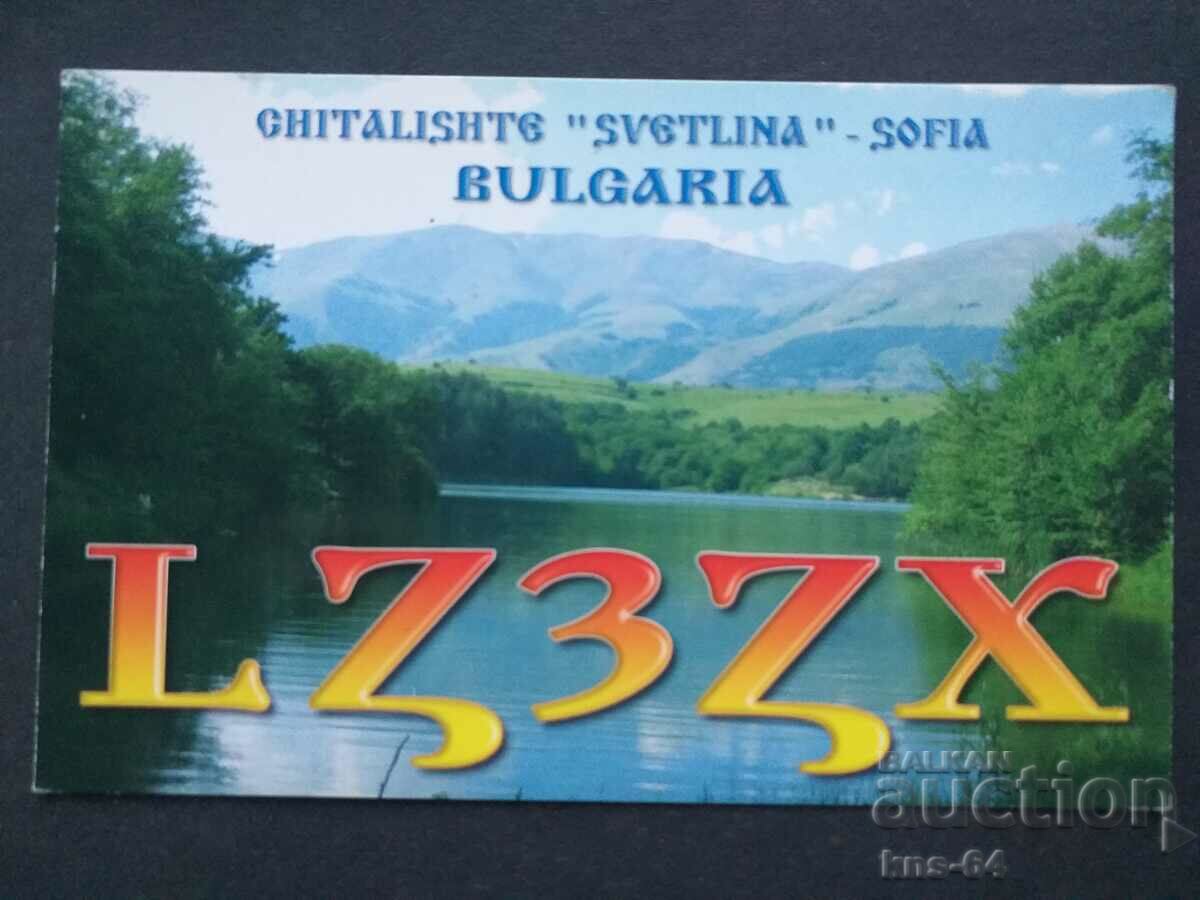 CHITALISHTE "SVETLINA" - SOFIA
BULGARIA
LZ3ZX
BALKAN
auction
kns-64